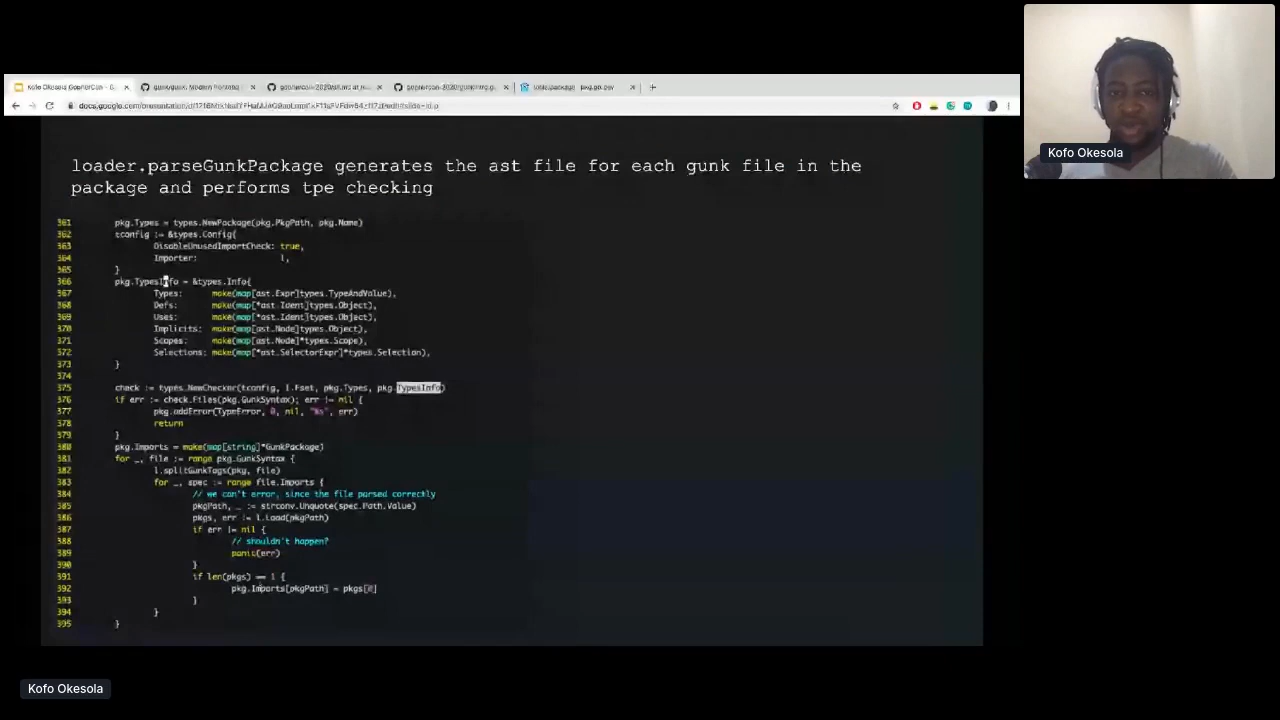 Kofo Okesola GopherCon - G
docs.google.com/presentation/d/
Kofo Okesola
loader.parseGunkPackage generates the ast file for each gunk file in the
package and performs tpe checking
361 pkg.Types = types.NewPackage(pkg.PkgPath, pkg.Name)
362 tconfig := &types.Config{
363 DisableUnusedImportCheck: true,
364 Importer: l,
365 }
366 pkg.TypesInfo = &types.Info{
367 Types: make(map[ast.Expr]types.TypeAndValue),
368 Defs: make(map[*ast.Ident]types.Object),
369 Uses: make(map[*ast.Ident]types.Object),
370 Implicits: make(map[ast.Node]types.Object),
371 Scopes: make(map[ast.Node]*types.Scope),
372 Selections: make(map[*ast.SelectorExpr]*types.Selection),
373 }
374
375 check := types.NewChecker(tconfig, l.Fset, pkg.Types, pkg.TypesInfo)
376 if err := check.Files(pkg.GunkSyntax); err != nil {
377 pkg.addError(TypeError, 0, nil, "%v", err)
378 return
379 }
380 pkg.Imports = make(map[string]*GunkPackage)
381 for _, file := range pkg.GunkSyntax {
382 l.splitGunkTags(pkg, file)
383 for _, spec := range file.Imports {
384 // we can't error, since the file parsed correctly
385 pkgPath, _ := strconv.Unquote(spec.Path.Value)
386 pkgs, err := l.Load(pkgPath)
387 if err != nil {
388 // shouldn't happen?
389 panic(err)
390 }
391 if len(pkgs) == 1 {
392 pkg.Imports[pkgPath] = pkgs[0]
393 }
394 }
395 }
Kofo Okesola